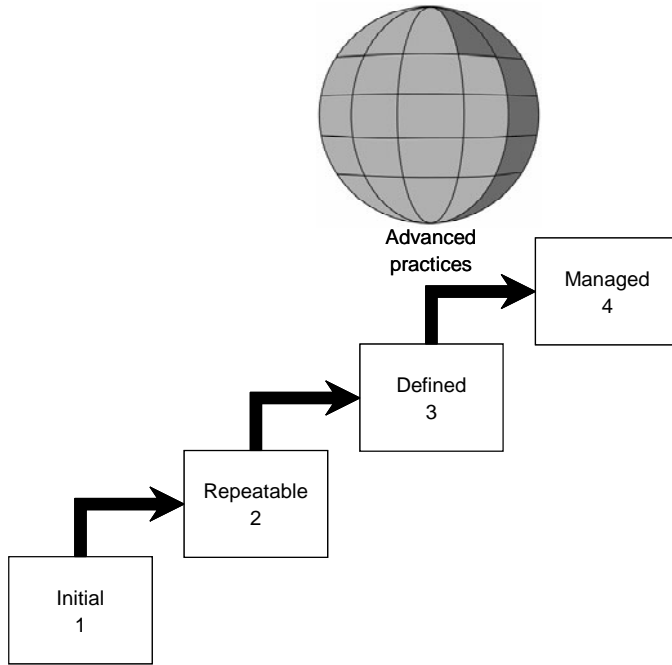 Advanced
practices
Managed
4
Defined
3
Repeatable
2
Initial
1